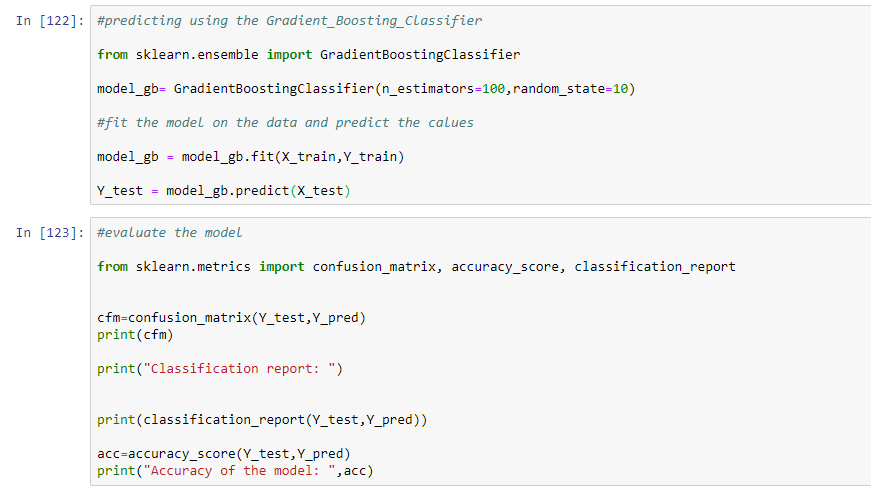 In [122]: #predicting using the Gradient_Boosting_Classifier
from sklearn.ensemble import GradientBoostingClassifier
model_gb= GradientBoostingClassifier(n_estimators=100,random_state=10)
#fit the model on the data and predict the calues
model_gb = model_gb.fit(X_train,Y_train)
Y_test = model_gb.predict(X_test)
In [123]: #evaluate the model
from sklearn.metrics import confusion_matrix, accuracy_score, classification_report
cfm=confusion_matrix(Y_test,Y_pred)
print(cfm)
print("Classification report: ")
print(classification_report(Y_test,Y_pred))
acc=accuracy_score(Y_test,Y_pred)
print("Accuracy of the model: ",acc)